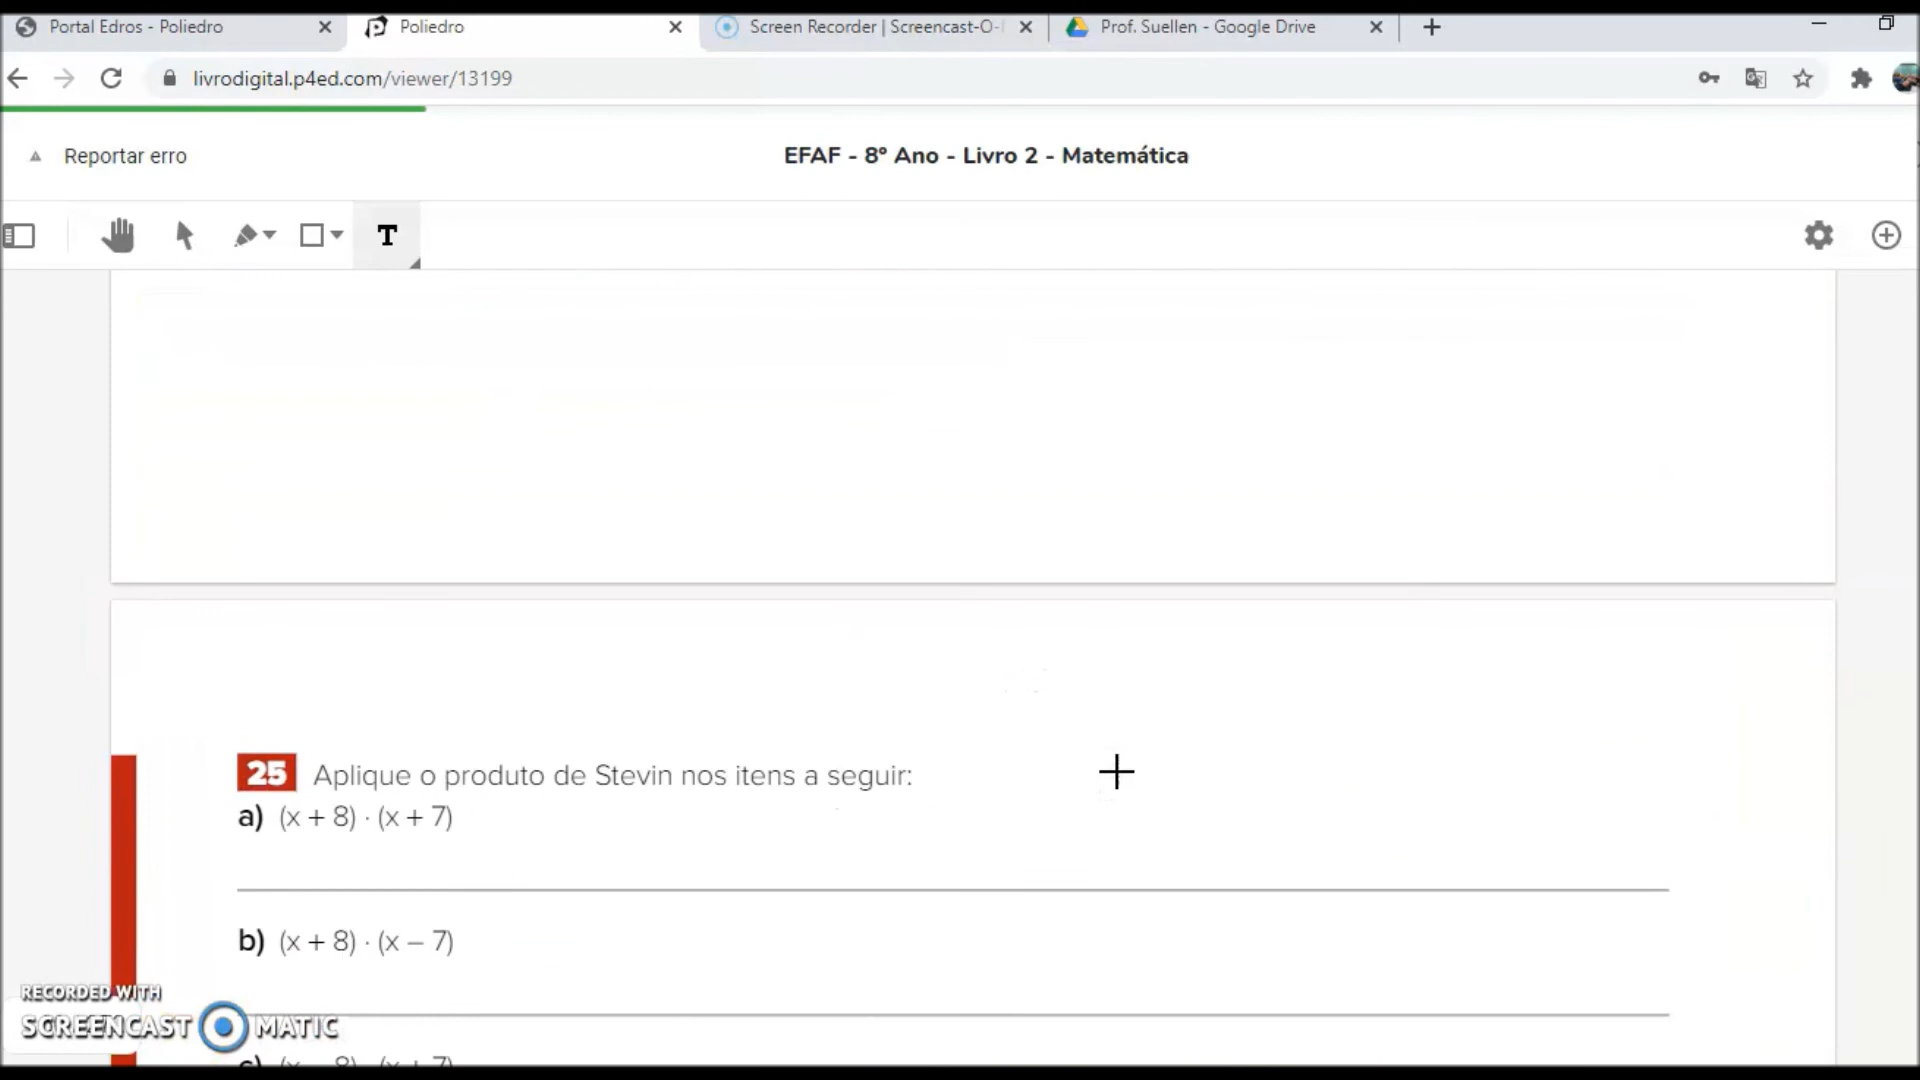 Portal Edros - Poliedro
Poliedro
Screen Recorder | Screencast-O-
Prof. Suellen - Google Drive
livrodigital.p4ed.com/viewer/13199
Reportar erro
EFAF - 8º Ano - Livro 2 - Matemática
T
25 Aplique o produto de Stevin nos itens a seguir:
a) (x + 8) · (x + 7)
b) (x + 8) · (x – 7)
RECORDED WITH
SCREENCAST MATIC